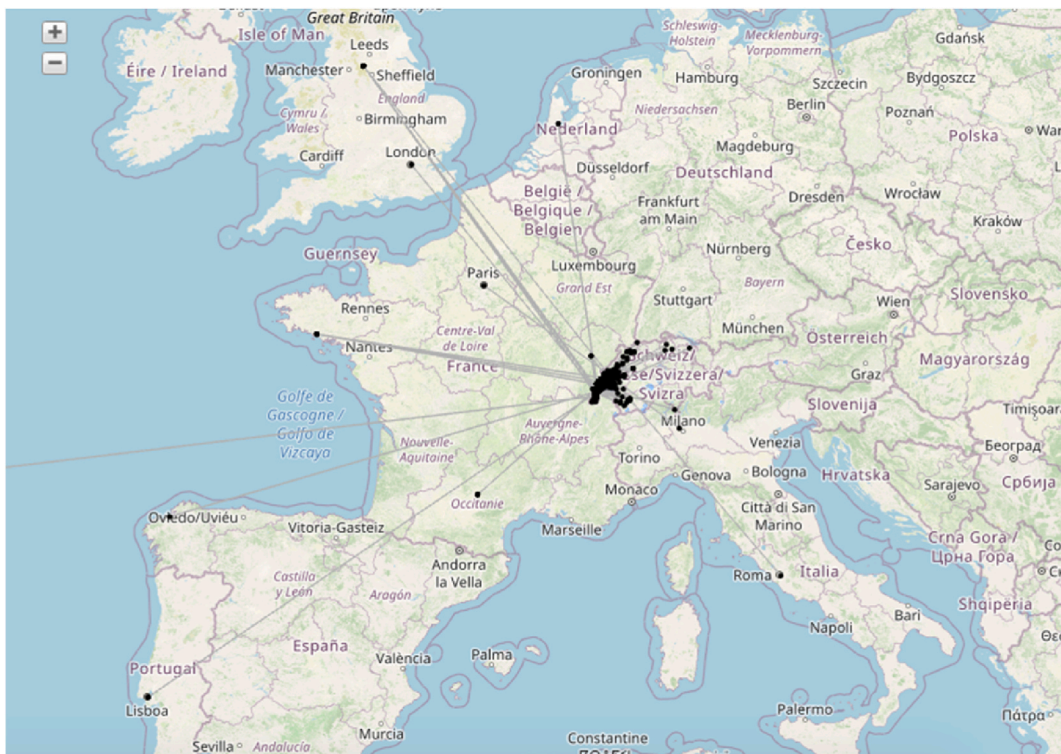 +
−
Great Britain
Isle of Man
Leeds
Éire / Ireland
Manchester
Sheffield
England
Cymru /
Wales
Birmingham
Cardiff
London
Guernsey
Schleswig-
Holstein
Mecklenburg-
Vorpommern
Gdańsk
Groningen
Hamburg
Szczecin
Bydgoszcz
Niedersachsen
Berlin
Poznań
Nederland
Polska
War
Magdeburg
Düsseldorf
Deutschland
België /
Belgique /
Belgien
Dresden
Wrocław
Frankfurt
am Main
Kraków
Luxembourg
Nürnberg
Česko
Paris
Grand Est
Bayern
Stuttgart
Wien
Slovensko
Rennes
München
Österreich
Centre-Val
de Loire
Nantes
France
Schweiz/
se/Svizzera/
Svizra
Graz
Magyarország
Golfe de
Gascogne /
Golfo de
Vizcaya
Auvergne-
Rhône-Alpes
Milano
Slovenija
Timișoar
Nouvelle-
Aquitaine
Torino
Venezia
Београд
Genova
Bologna
Hrvatska
Србија
Occitanie
Monaco
Sarajevo
Oviedo/Uviéu
Vitoria-Gasteiz
Marseille
Città di San
Marino
Crna Gora /
Црна Гора
Andorra
la Vella
Castilla
y León
Aragón
Roma
Italia
Shqipëria
Napoli
Bari
España
Portugal
València
Palma
Lisboa
Palermo
Πάτρα
Murcia
Sevilla
Andalucía
Constantine